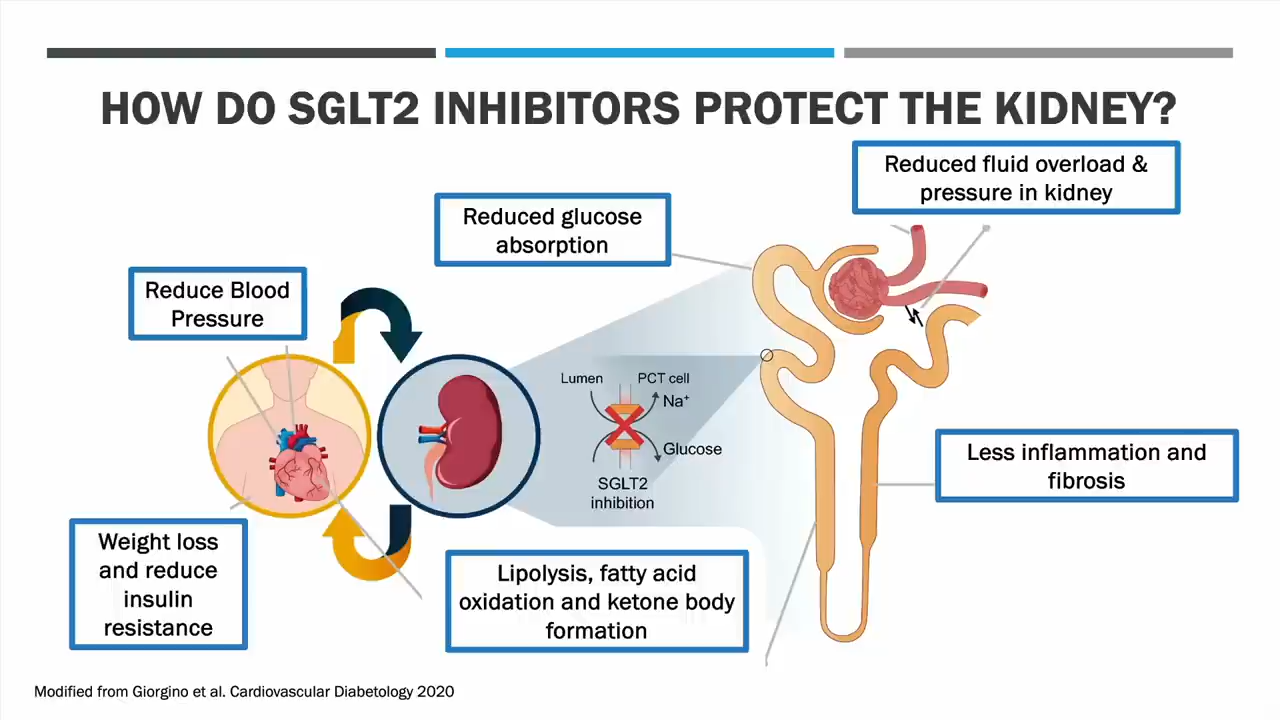 HOW DO SGLT2 INHIBITORS PROTECT THE KIDNEY?
Reduced fluid overload &
pressure in kidney
Reduced glucose
absorption
Reduce Blood
Pressure
Lumen
PCT cell
Na⁺
Glucose
SGLT2
inhibition
Less inflammation and
fibrosis
Weight loss
and reduce
insulin
resistance
Lipolysis, fatty acid
oxidation and ketone body
formation
Modified from Giorgino et al. Cardiovascular Diabetology 2020